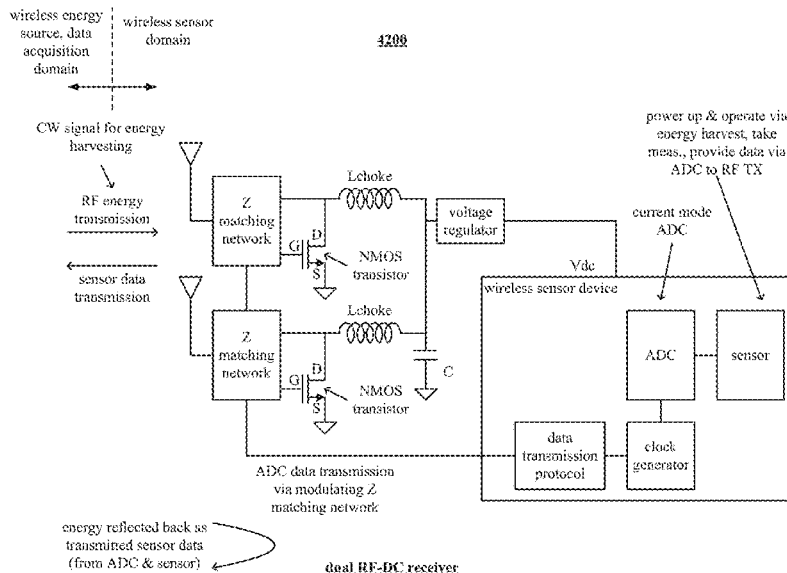 wireless energy
source, data
acquisition
domain
wireless sensor
domain
4200
CW signal for energy
harvesting
RF energy
transmission
sensor data
transmission
Z
matching
network
Lchoke
D
G
S
NMOS
transistor
voltage
regulator
power up & operate via
energy harvest, take
meas., provide data via
ADC to RF TX
current mode
ADC
Vdc
wireless sensor device
Z
matching
network
Lchoke
D
G
S
NMOS
transistor
C
ADC
sensor
data
transmission
protocol
clock
generator
ADC data transmission
via modulating Z
matching network
energy reflected back as
transmitted sensor data
(from ADC & sensor)
dual RF-DC receiver